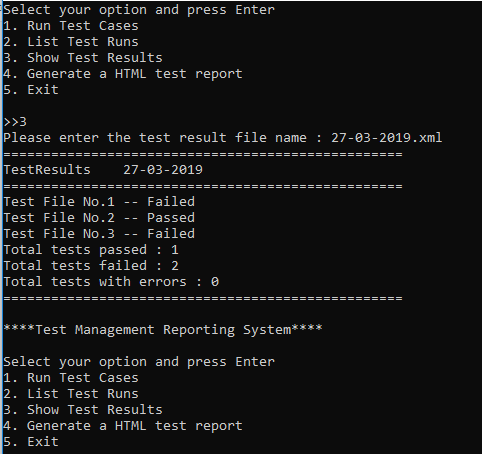 Select your option and press Enter
1. Run Test Cases
2. List Test Runs
3. Show Test Results
4. Generate a HTML test report
5. Exit
>>3
Please enter the test result file name : 27-03-2019.xml
==================================================
TestResults    27-03-2019
==================================================
Test File No.1 -- Failed
Test File No.2 -- Passed
Test File No.3 -- Failed
Total tests passed : 1
Total tests failed : 2
Total tests with errors : 0
==================================================
****Test Management Reporting System****
Select your option and press Enter
1. Run Test Cases
2. List Test Runs
3. Show Test Results
4. Generate a HTML test report
5. Exit